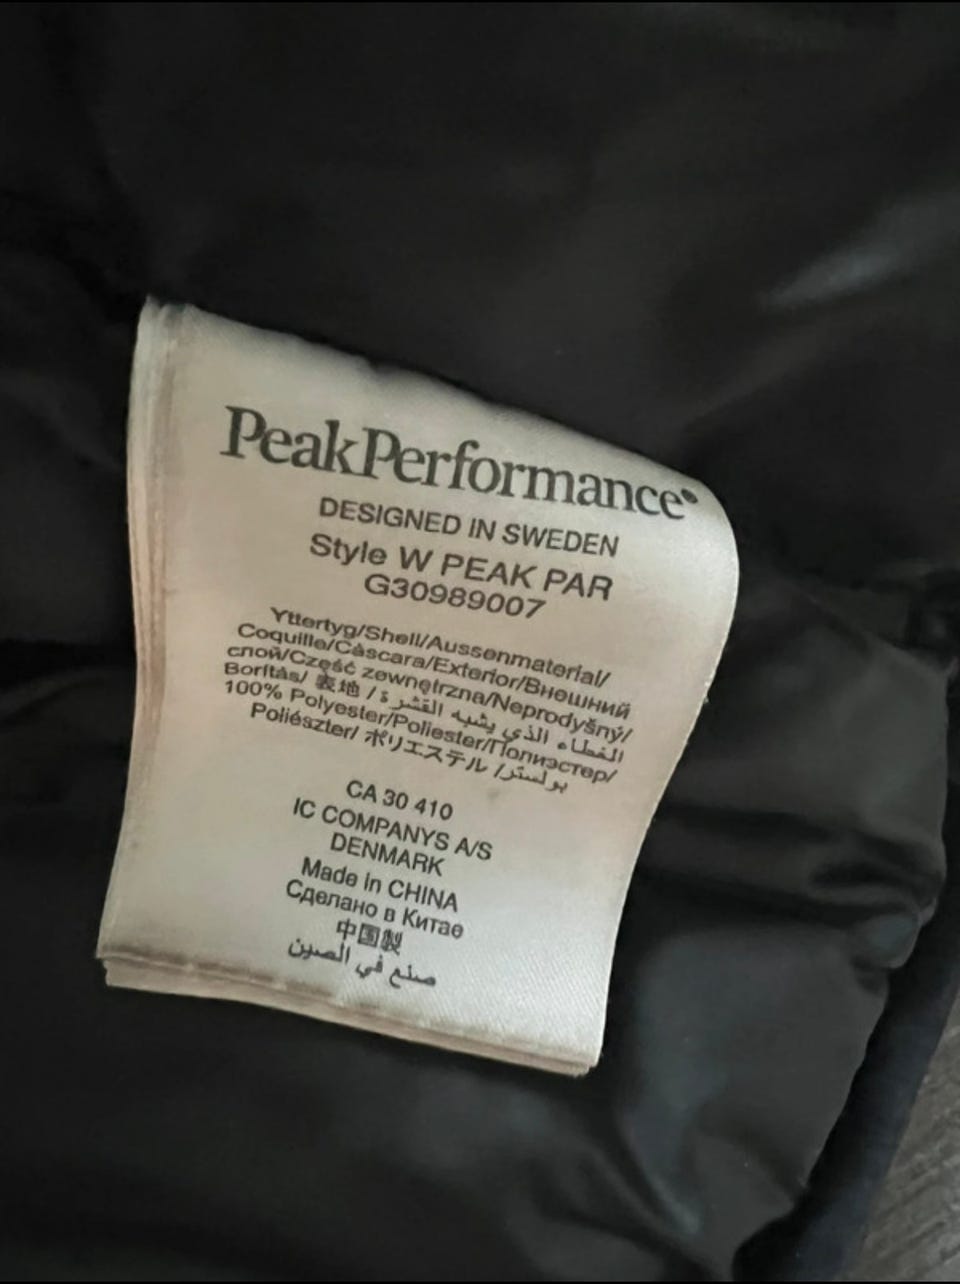 PeakPerformance®
DESIGNED IN SWEDEN
Style W PEAK PAR
G30989007
Yttertyg/Shell/Aussenmaterial/
Coquille/Cáscara/Exterior/Внешний
слой/Część zewnętrzna/Neprodyšný/
Borítás/ 表地 / الغطاء الذي يشبه القشرة
100% Polyester/Poliester/Полиэстер/
Poliészter/ ポリエステル /بولستر
CA 30 410
IC COMPANYS A/S
DENMARK
Made in CHINA
Сделано в Китае
中国製
صنع في الصين